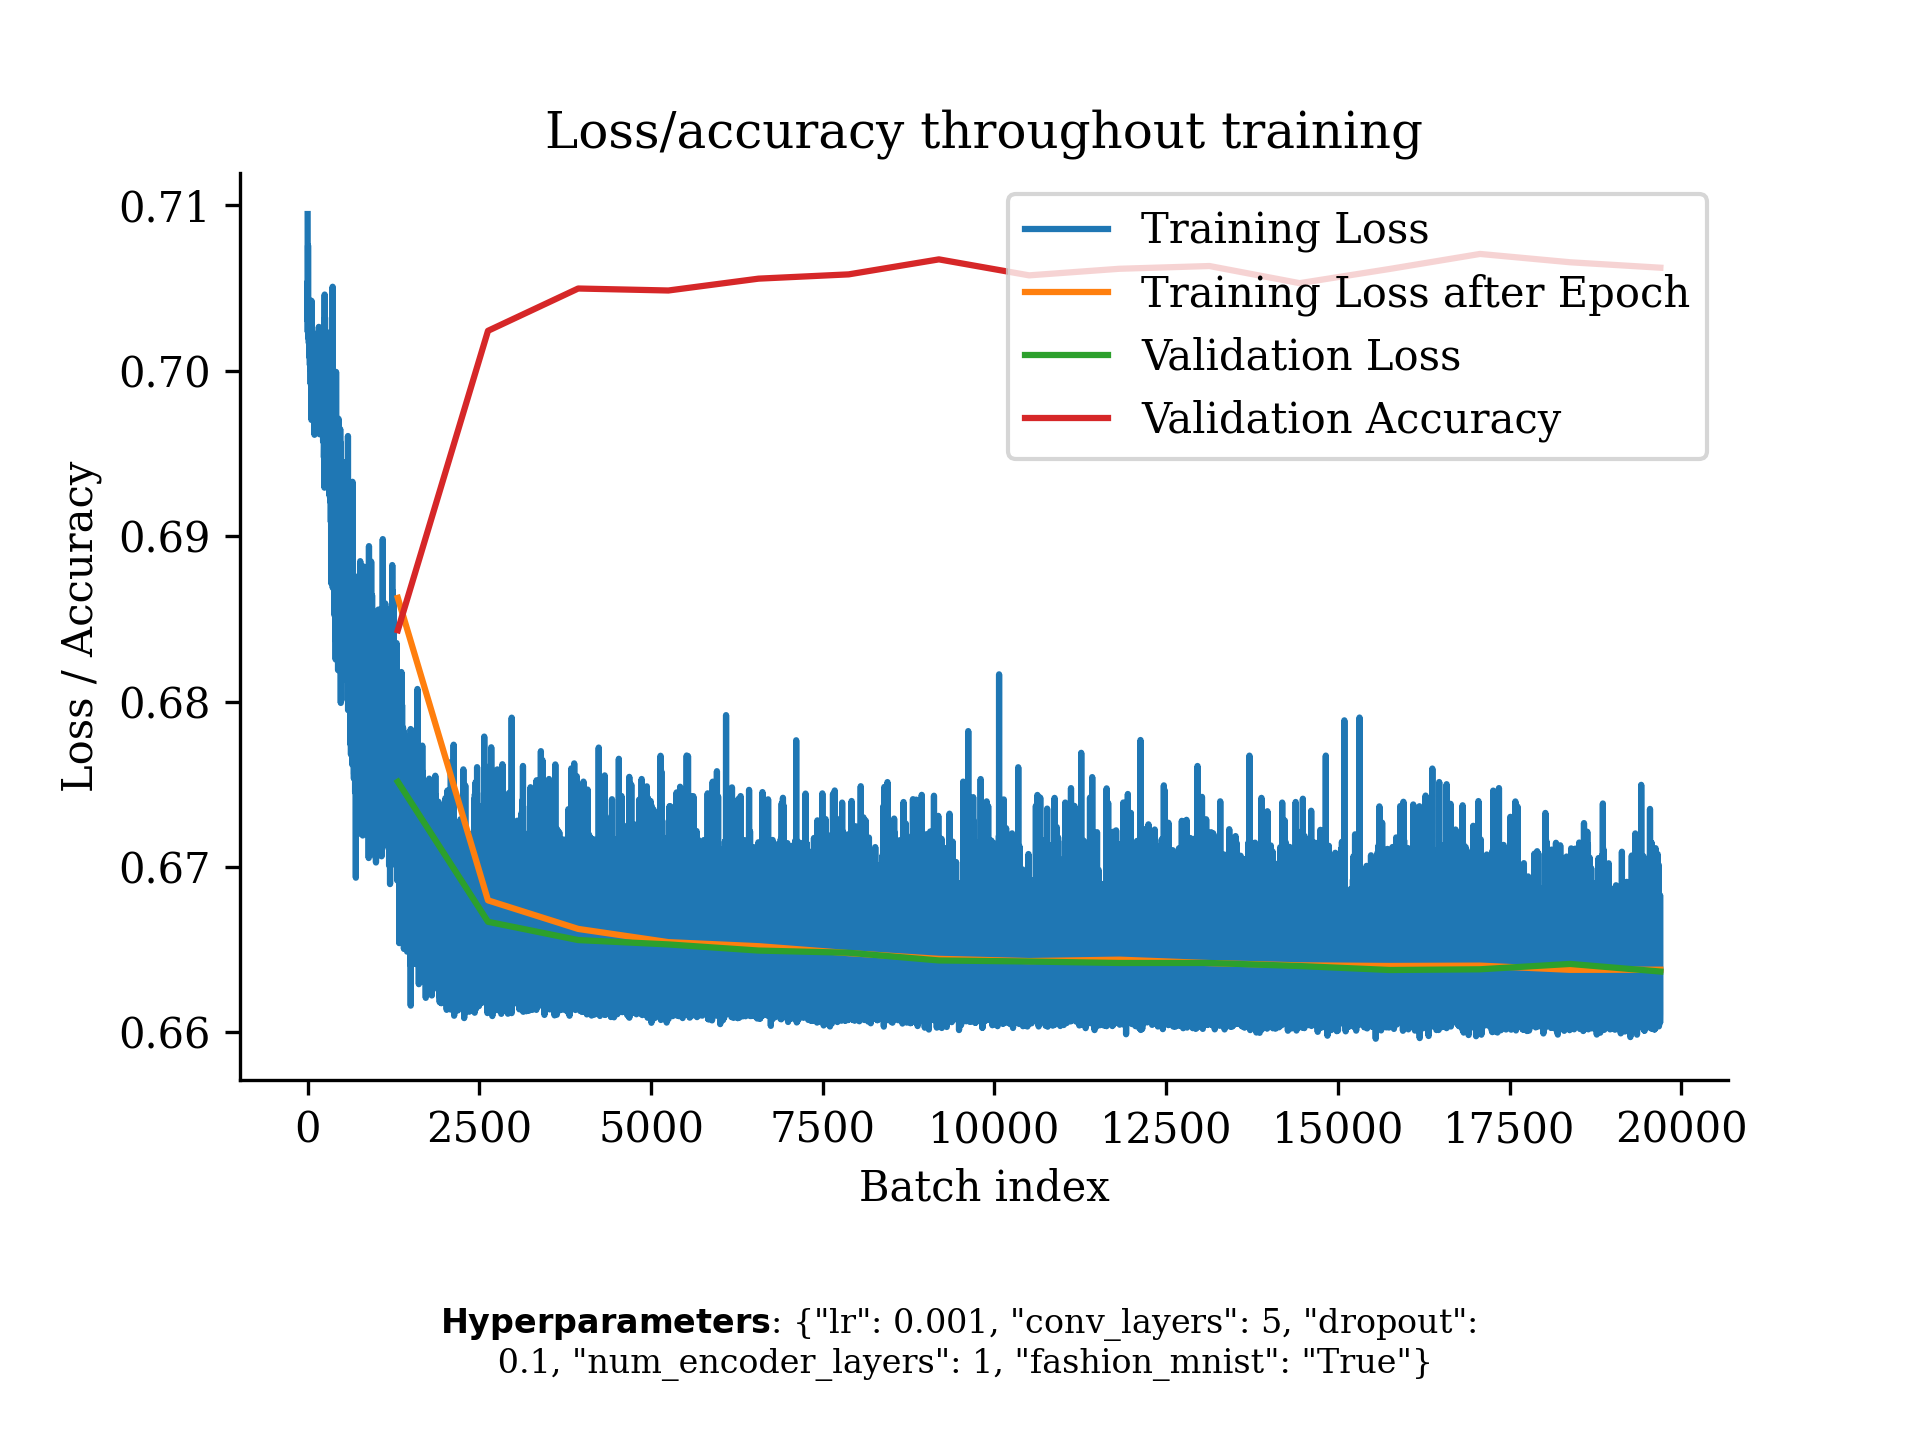 Loss/accuracy throughout training
0.71
0.70
0.69
0.68
0.67
0.66
Loss / Accuracy
Training Loss
Training Loss after Epoch
Validation Loss
Validation Accuracy
0 2500 5000 7500 10000 12500 15000 17500 20000
Batch index
Hyperparameters: {"lr": 0.001, "conv_layers": 5, "dropout":
0.1, "num_encoder_layers": 1, "fashion_mnist": "True"}